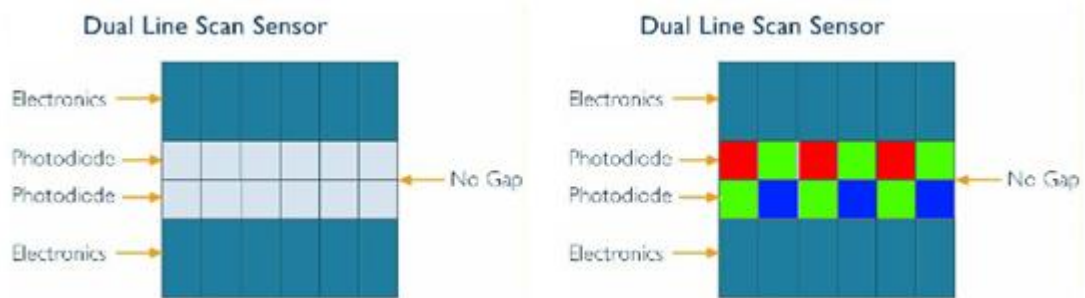 Dual Line Scan Sensor
Electronics
Photodiode
Photodiode
No Gap
Electronics
Dual Line Scan Sensor
Electronics
Photodiode
Photodiode
No Gap
Electronics